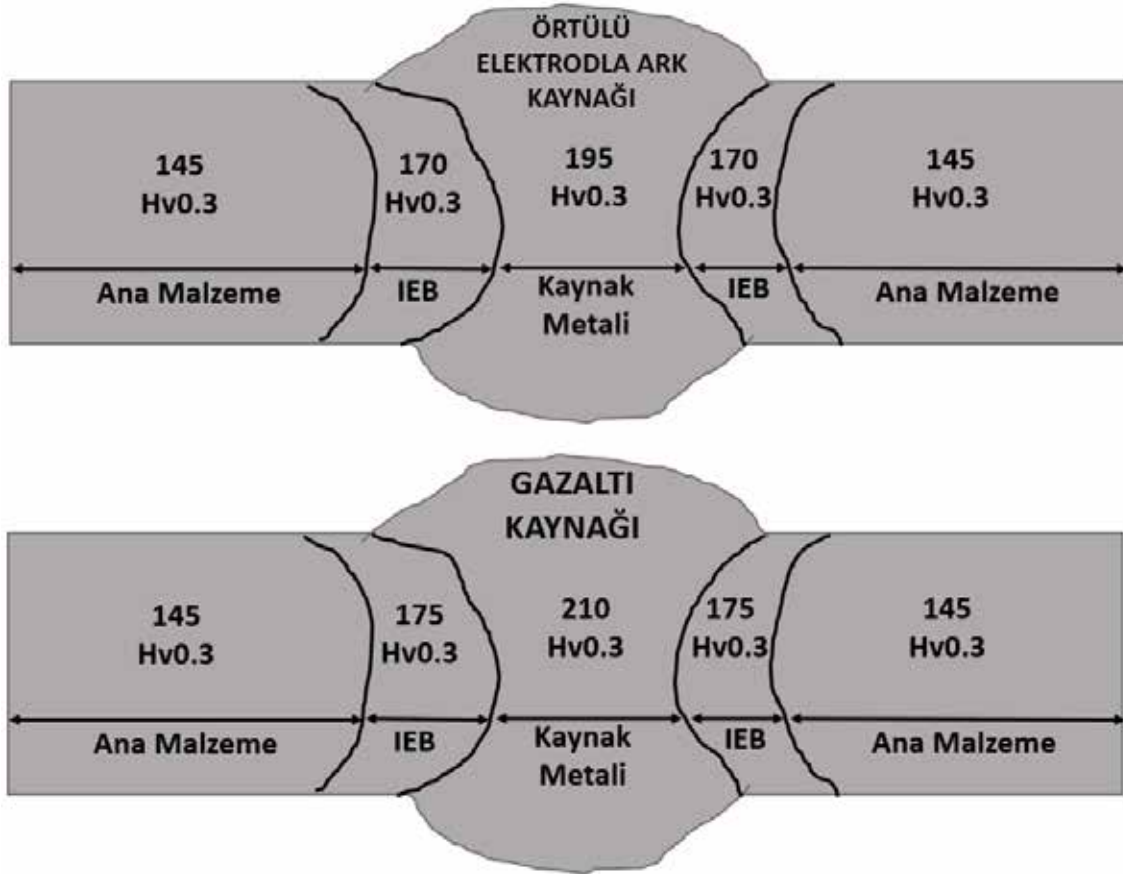 ÖRTÜLÜ
ELEKTRODLA ARK
KAYNAĞI
145
Hv0.3
170
Hv0.3
195
Hv0.3
170
Hv0.3
145
Hv0.3
Ana Malzeme
IEB
Kaynak
Metali
IEB
Ana Malzeme
GAZALTI
KAYNAĞI
145
Hv0.3
175
Hv0.3
210
Hv0.3
175
Hv0.3
145
Hv0.3
Ana Malzeme
IEB
Kaynak
Metali
IEB
Ana Malzeme